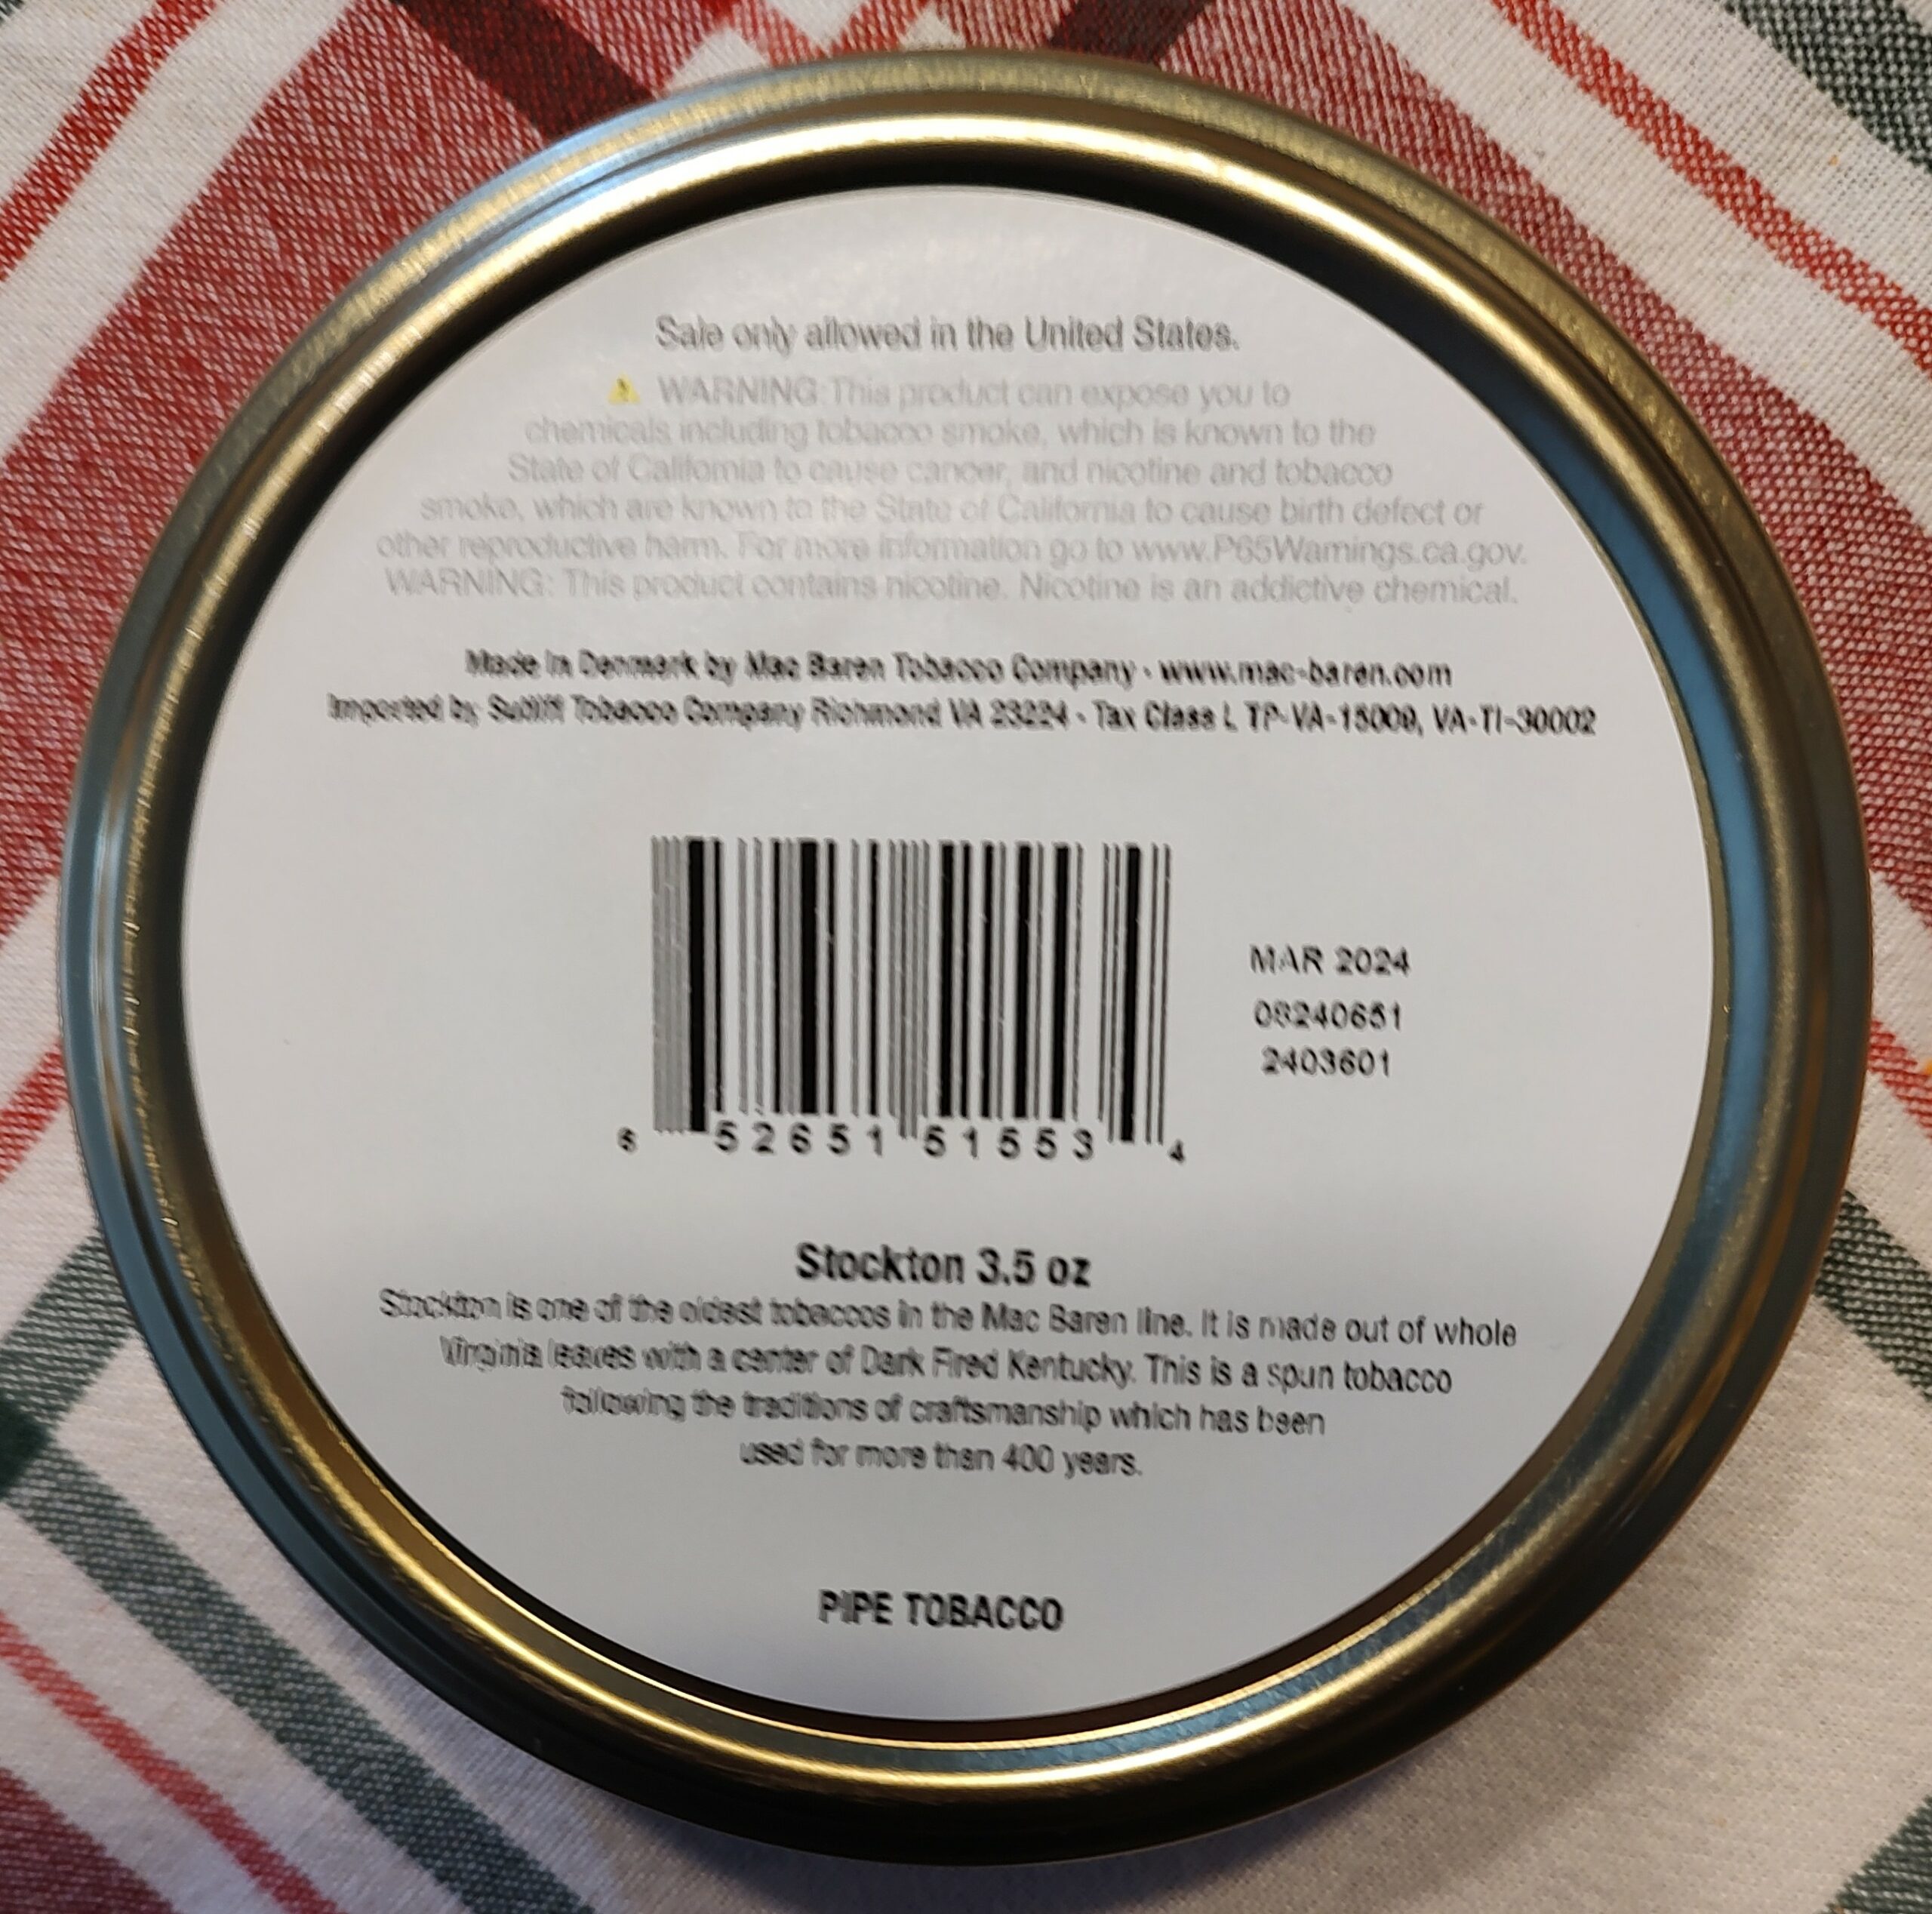 Sale only allowed in the United States.
WARNING: This product can expose you to
chemicals including tobacco smoke, which is known to the
State of California to cause cancer, and nicotine and tobacco
smoke, which are known to the State of California to cause birth defect or
other reproductive harm. For more information go to www.P65Warnings.ca.gov.
WARNING: This product contains nicotine. Nicotine is an addictive chemical.
Made in Denmark by Mac Baren Tobacco Company · www.mac-baren.com
Imported by Sutliff Tobacco Company Richmond VA 23224 · Tax Class L TP-VA-15009, VA-TI-30002
MAR 2024
08240651
2403601
6 52651 51553 4
Stockton 3.5 oz
Stockton is one of the oldest tobaccos in the Mac Baren line. It is made out of whole
Virginia leaves with a center of Dark Fired Kentucky. This is a spun tobacco
following the traditions of craftsmanship which has been
used for more than 400 years.
PIPE TOBACCO